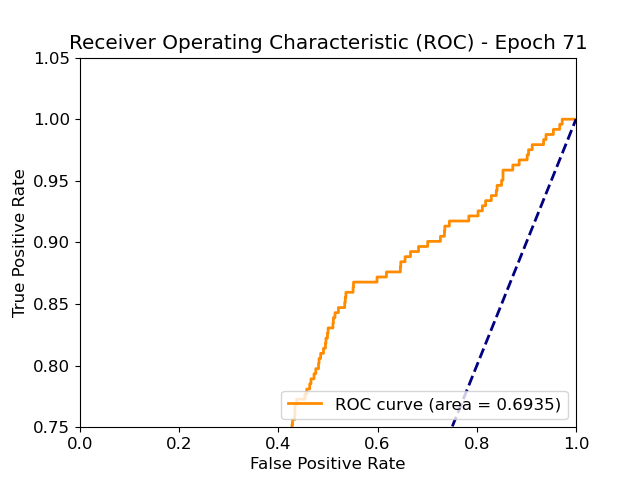 Receiver Operating Characteristic (ROC) - Epoch 71
1.05
1.00
0.95
0.90
0.85
0.80
0.75
True Positive Rate
ROC curve (area = 0.6935)
0.0 0.2 0.4 0.6 0.8 1.0
False Positive Rate